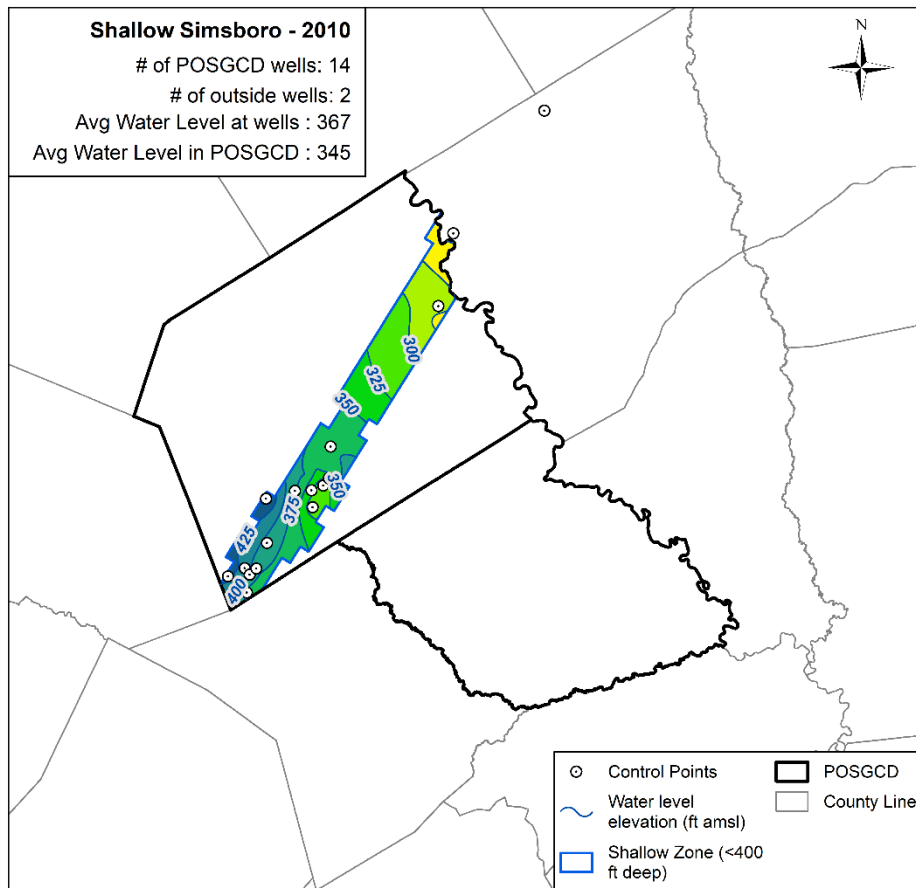 Shallow Simsboro - 2010
# of POSGCD wells: 14
# of outside wells: 2
Avg Water Level at wells : 367
Avg Water Level in POSGCD : 345
N
300
325
350
350
375
425
400
Control Points
POSGCD
Water level
elevation (ft amsl)
County Line
Shallow Zone (<400
ft deep)